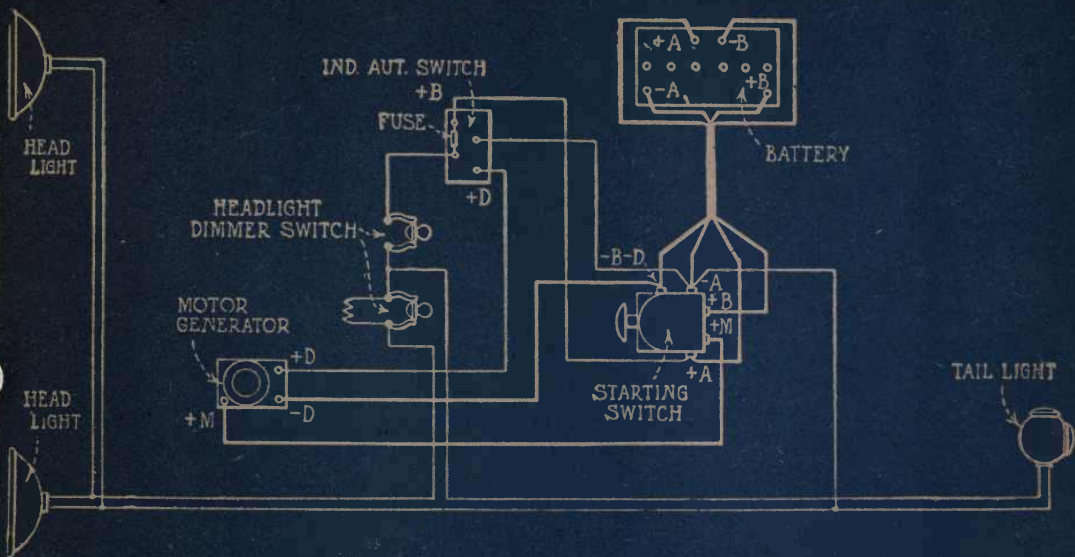 +A
-B
-A
+B
BATTERY
IND. AUT. SWITCH
+B
FUSE
+D
HEAD
LIGHT
HEADLIGHT
DIMMER SWITCH
-B-D
-A
+B
+M
+A
STARTING
SWITCH
MOTOR
GENERATOR
+D
-D
+M
TAIL LIGHT
HEAD
LIGHT